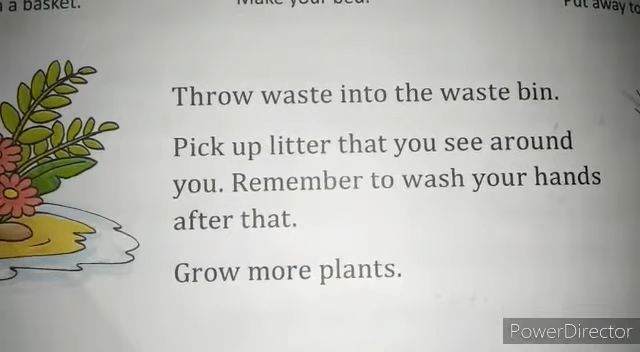 a basket.
Make your bed.
Put away to
Throw waste into the waste bin.
Pick up litter that you see around
you. Remember to wash your hands
after that.
Grow more plants.
PowerDirector